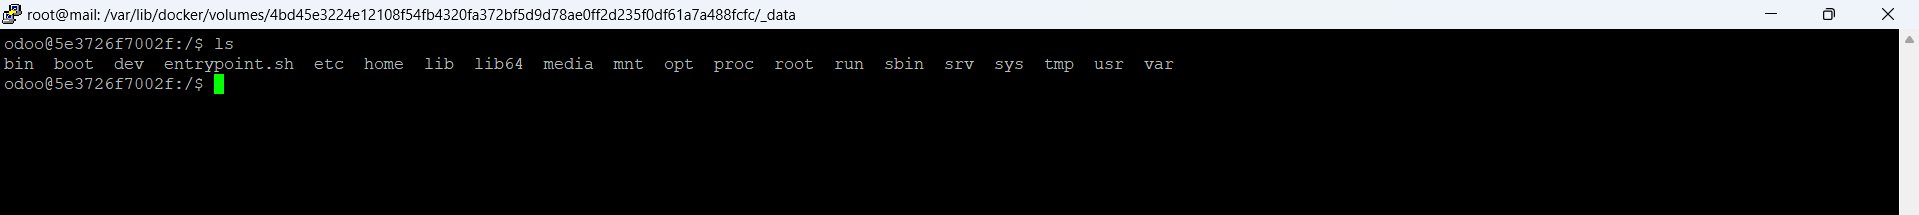 root@mail: /var/lib/docker/volumes/4bd45e3224e12108f54fb4320fa372bf5d9d78ae0ff2d235f0df61a7a488fcfc/_data
odoo@5e3726f7002f:/$ ls
bin  boot  dev  entrypoint.sh  etc  home  lib  lib64  media  mnt  opt  proc  root  run  sbin  srv  sys  tmp  usr  var
odoo@5e3726f7002f:/$